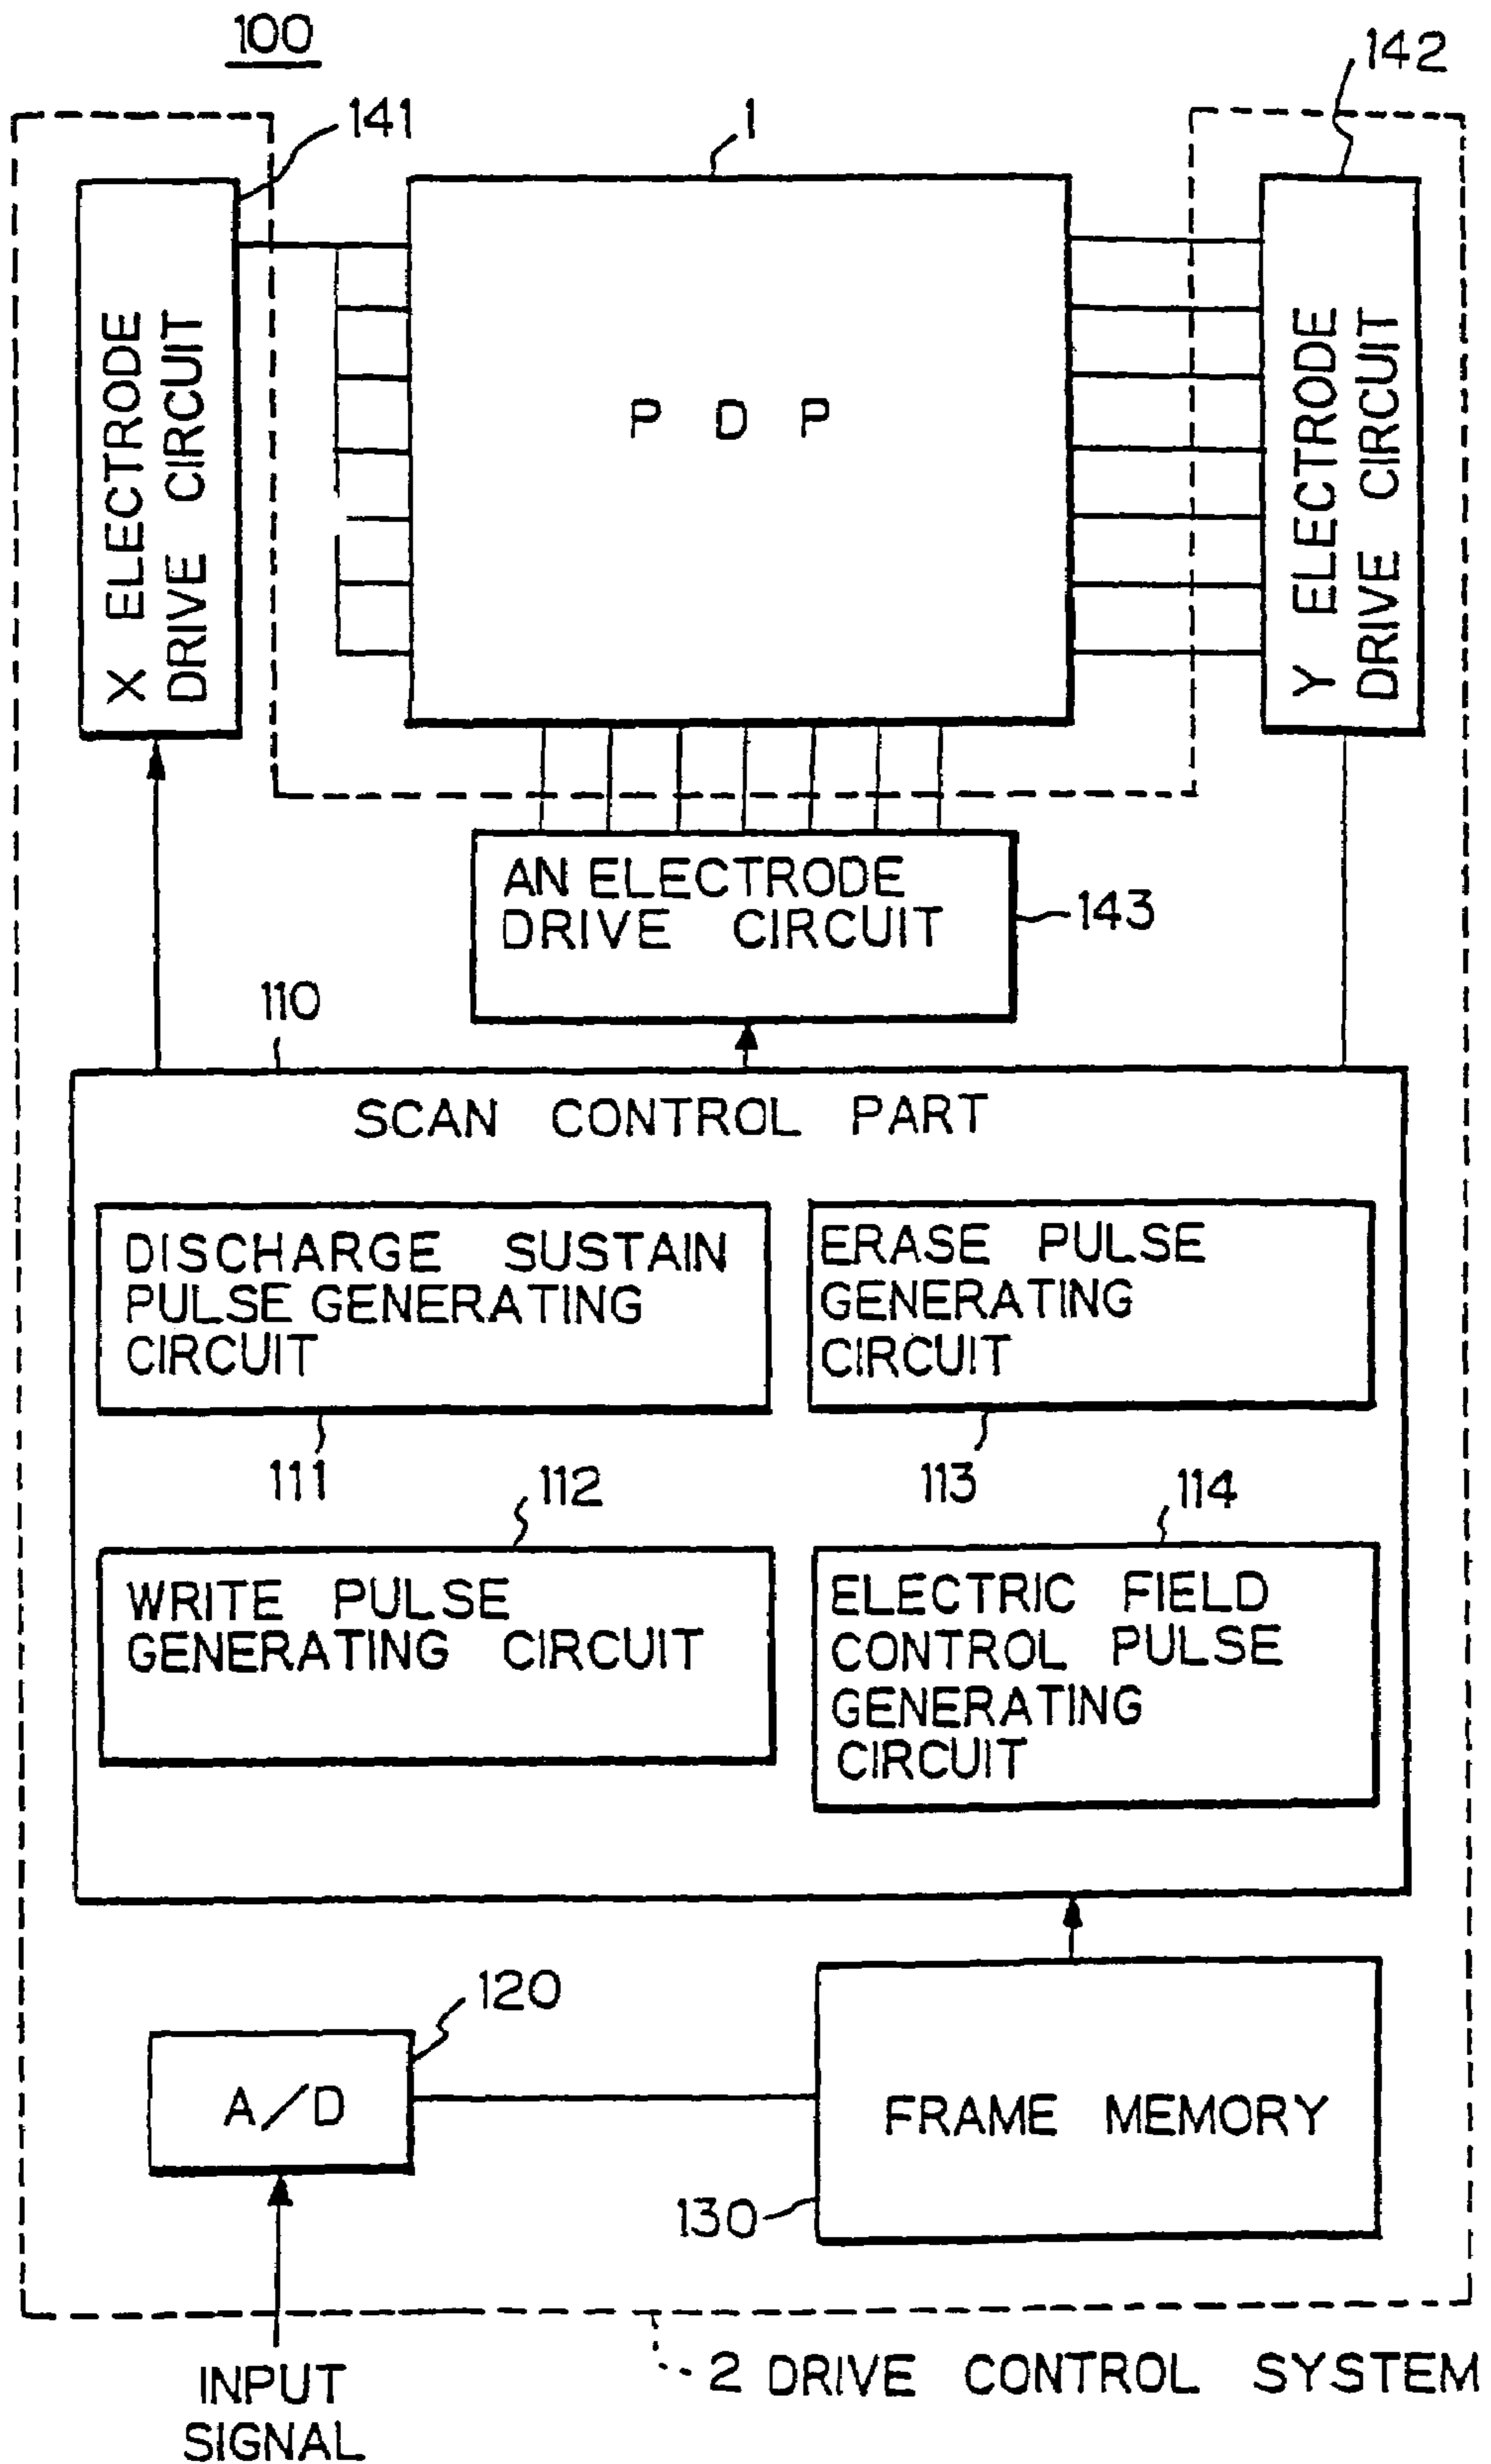 100
142
141
1
X ELECTRODE
DRIVE CIRCUIT
P D P
Y ELECTRODE
DRIVE CIRCUIT
AN ELECTRODE
DRIVE CIRCUIT
143
110
SCAN CONTROL PART
DISCHARGE SUSTAIN
PULSE GENERATING
CIRCUIT
ERASE PULSE
GENERATING
CIRCUIT
111
113
112
114
WRITE PULSE
GENERATING CIRCUIT
ELECTRIC FIELD
CONTROL PULSE
GENERATING
CIRCUIT
120
A/D
FRAME MEMORY
130
2 DRIVE CONTROL SYSTEM
INPUT
SIGNAL